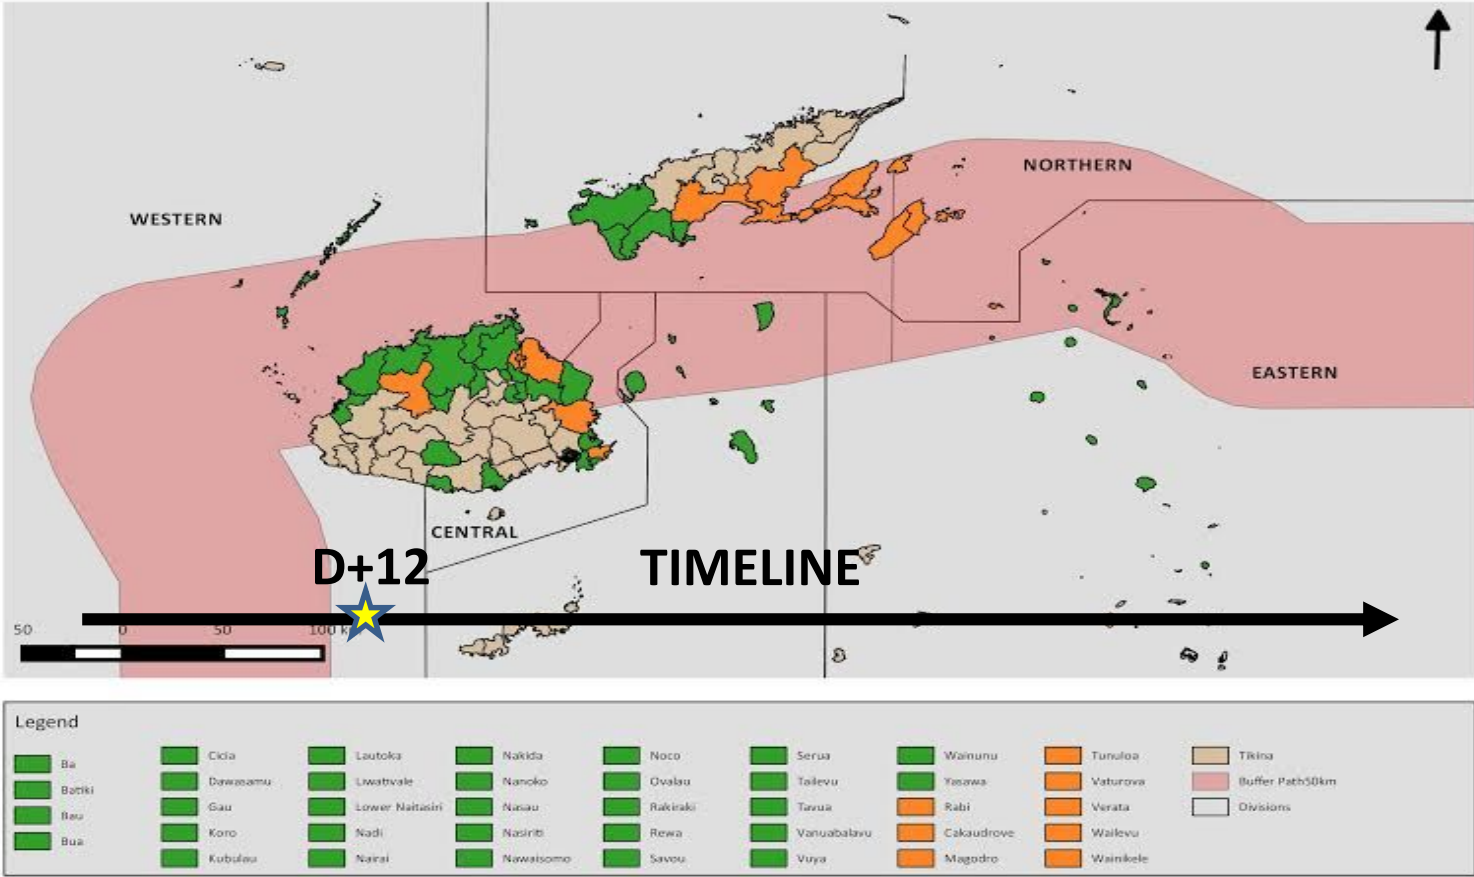 NORTHERN
WESTERN
EASTERN
CENTRAL
D+12 TIMELINE
50 0 50 100 k
Legend
Ba
Batiki
Bau
Bua
Cicia
Dawasamu
Gau
Koro
Kubulau
Lautoka
Liwativale
Lower Naitasiri
Nadi
Nairai
Nakida
Nanoko
Nasau
Nasiriti
Nawaisomo
Noco
Ovalau
Rakiraki
Rewa
Savou
Serua
Tailevu
Tavua
Vanuabalavu
Vuya
Wainunu
Yasawa
Rabi
Cakaudrove
Magodro
Tunuloa
Vaturova
Verata
Wailevu
Wainikele
Tikina
Buffer Path50km
Divisions